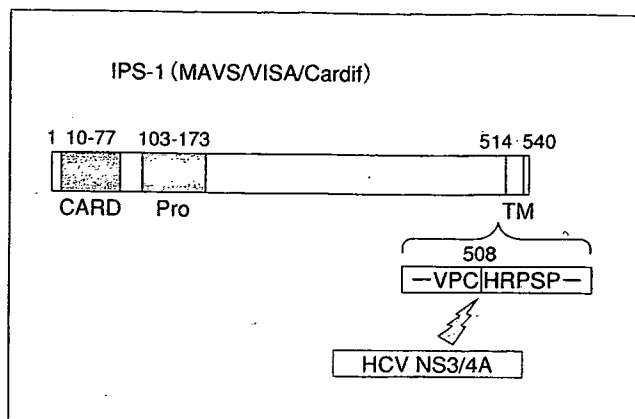 IPS-1 (MAVS/VISA/Cardif)
1 10-77 103-173 514 540
CARD Pro TM
508
—VPC HRPSP—
HCV NS3/4A